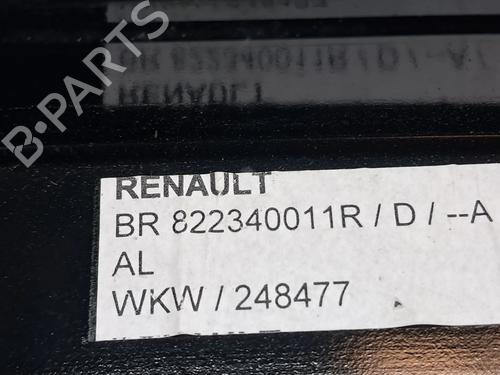 B-PARTS
RENAULT
BR 822340011R / D / --A
AL
WKW / 248477